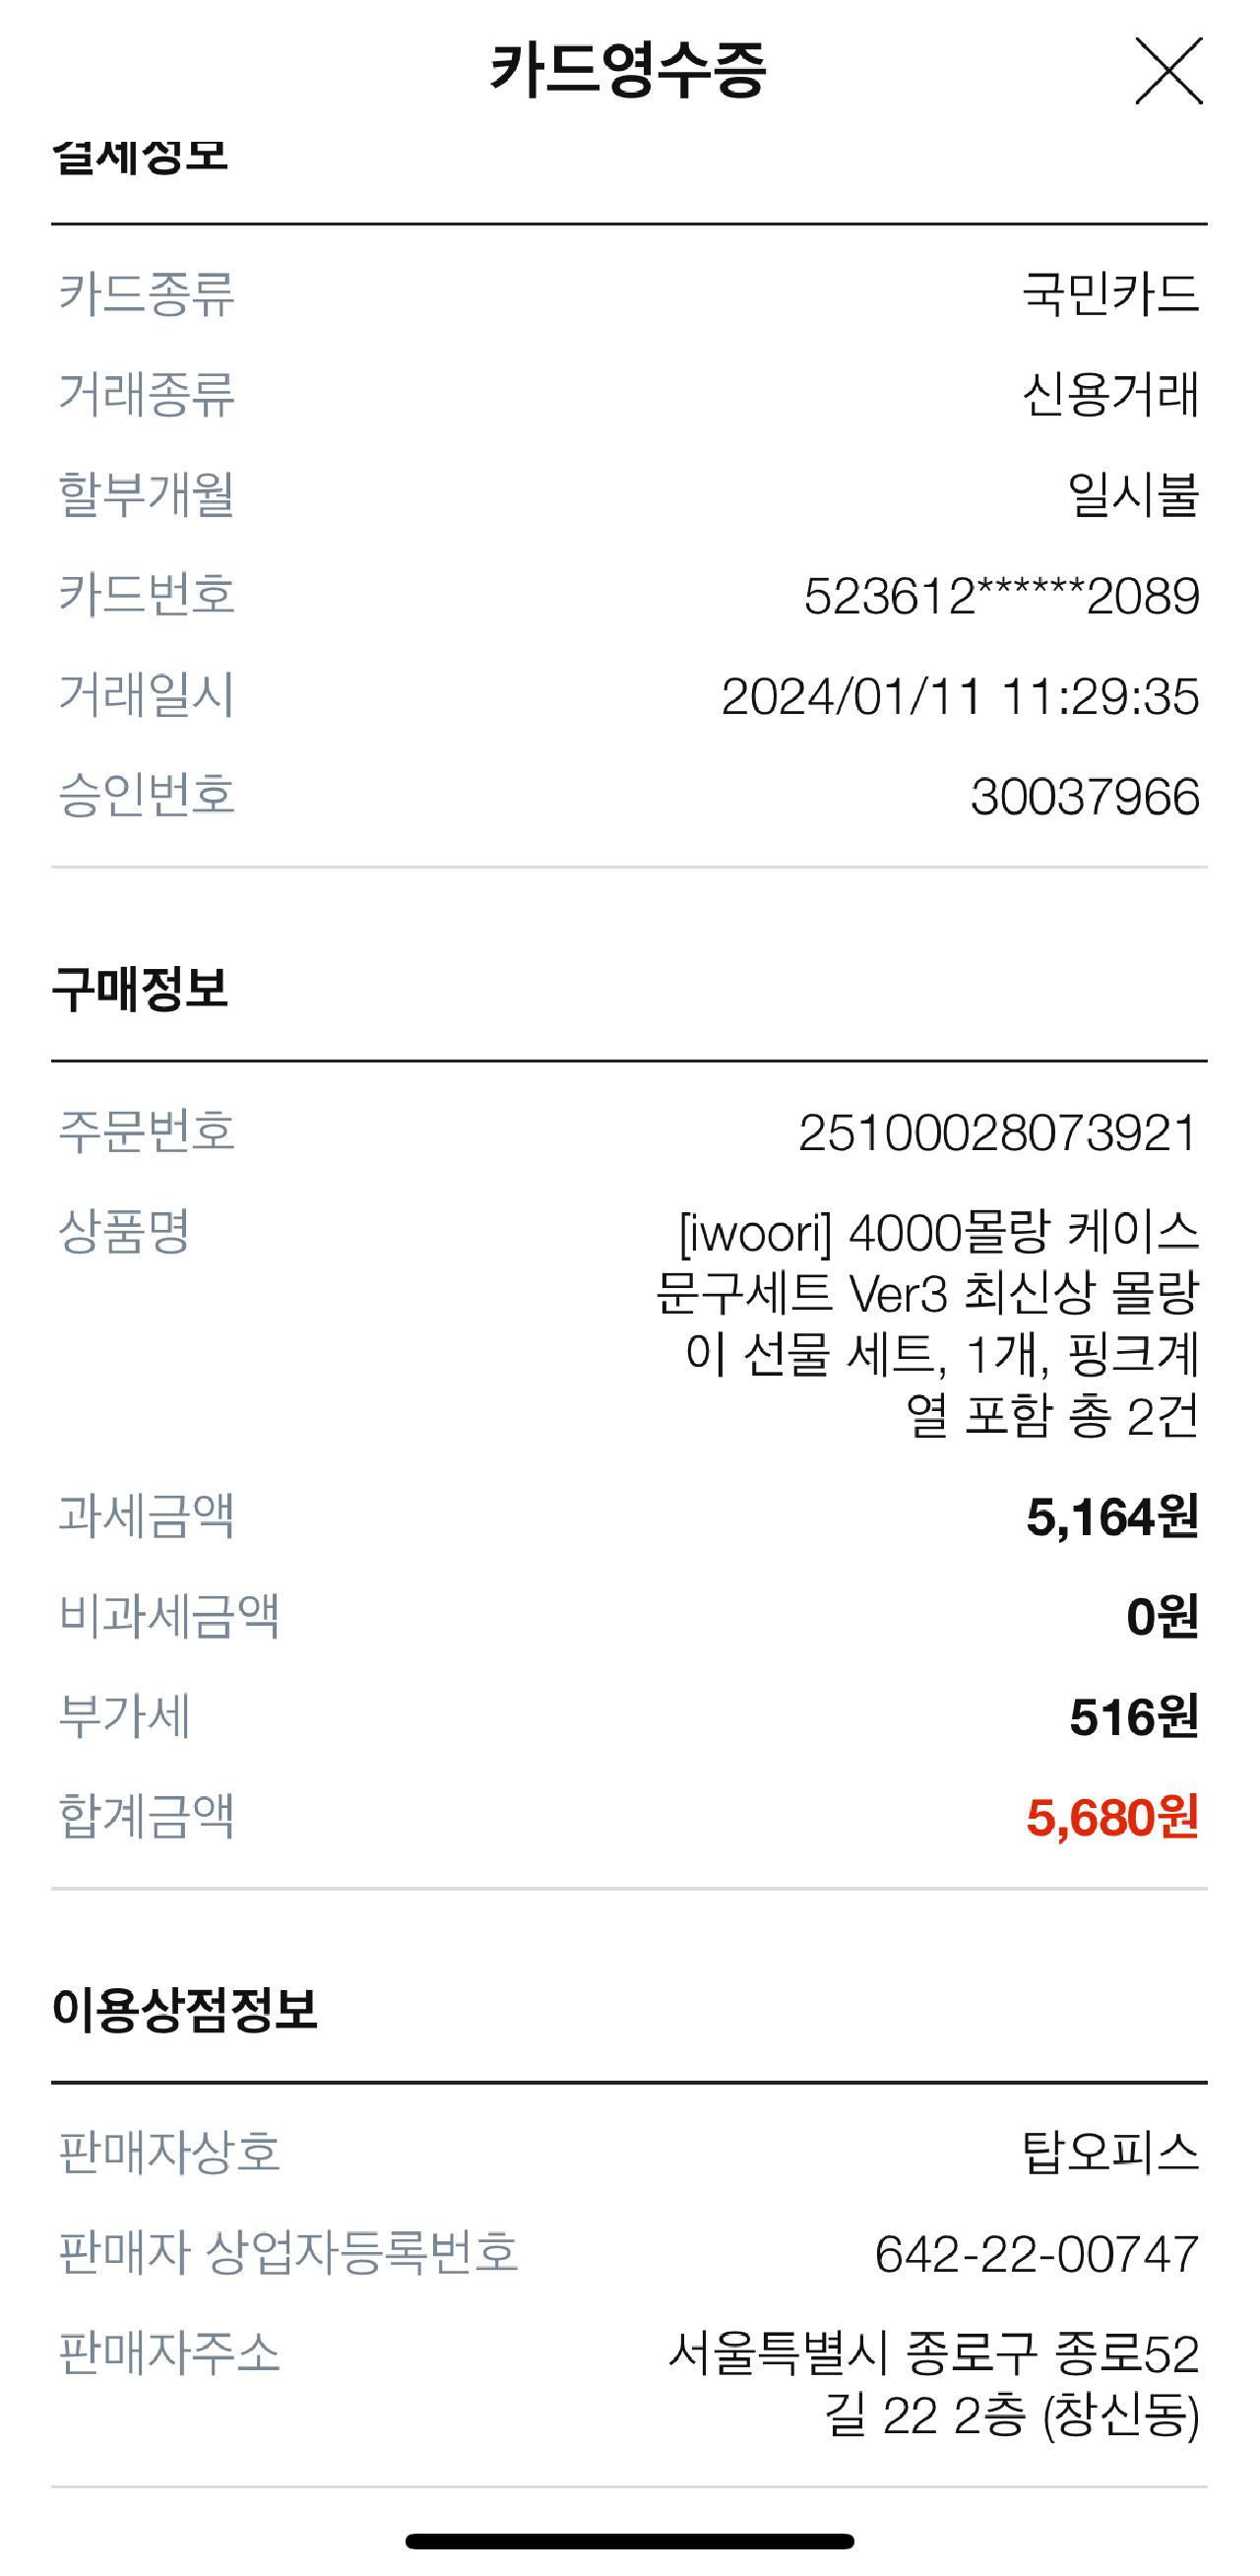 카드영수증
결제정보
카드종류 국민카드
거래종류 신용거래
할부개월 일시불
카드번호 523612******2089
거래일시 2024/01/11 11:29:35
승인번호 30037966
구매정보
주문번호 25100028073921
상품명 [iwoori] 4000몰랑 케이스
문구세트 Ver3 최신상 몰랑
이 선물 세트, 1개, 핑크계
열 포함 총 2건
과세금액 5,164원
비과세금액 0원
부가세 516원
합계금액 5,680원
이용상점정보
판매자상호 탑오피스
판매자 상업자등록번호 642-22-00747
판매자주소 서울특별시 종로구 종로52
길 22 2층 (창신동)